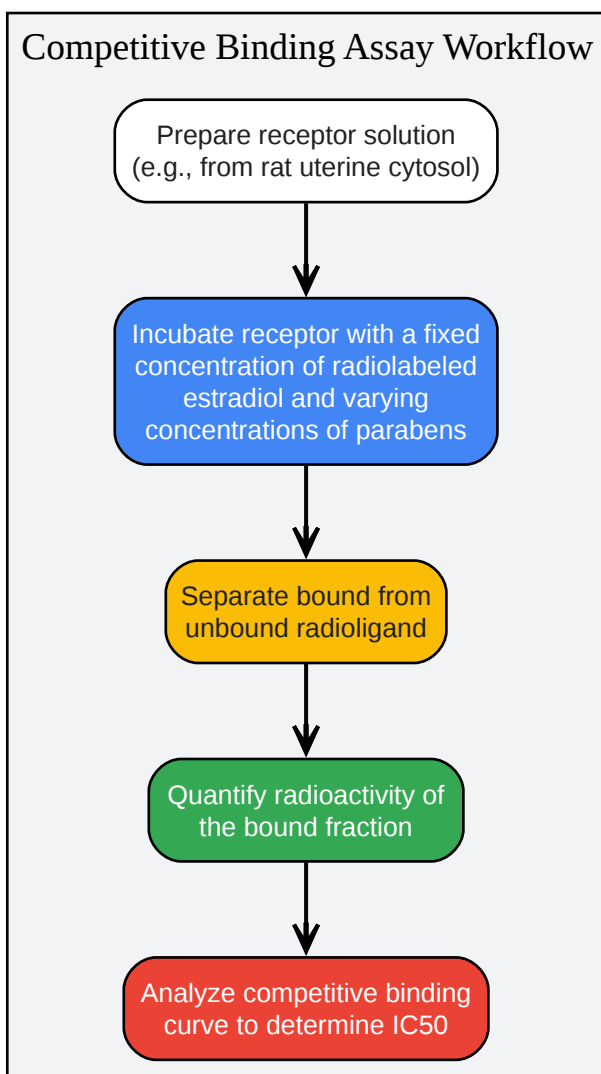 Competitive Binding Assay Workflow
Prepare receptor solution
(e.g., from rat uterine cytosol)
Incubate receptor with a fixed
concentration of radiolabeled
estradiol and varying
concentrations of parabens
Separate bound from
unbound radioligand
Quantify radioactivity of
the bound fraction
Analyze competitive binding
curve to determine IC50